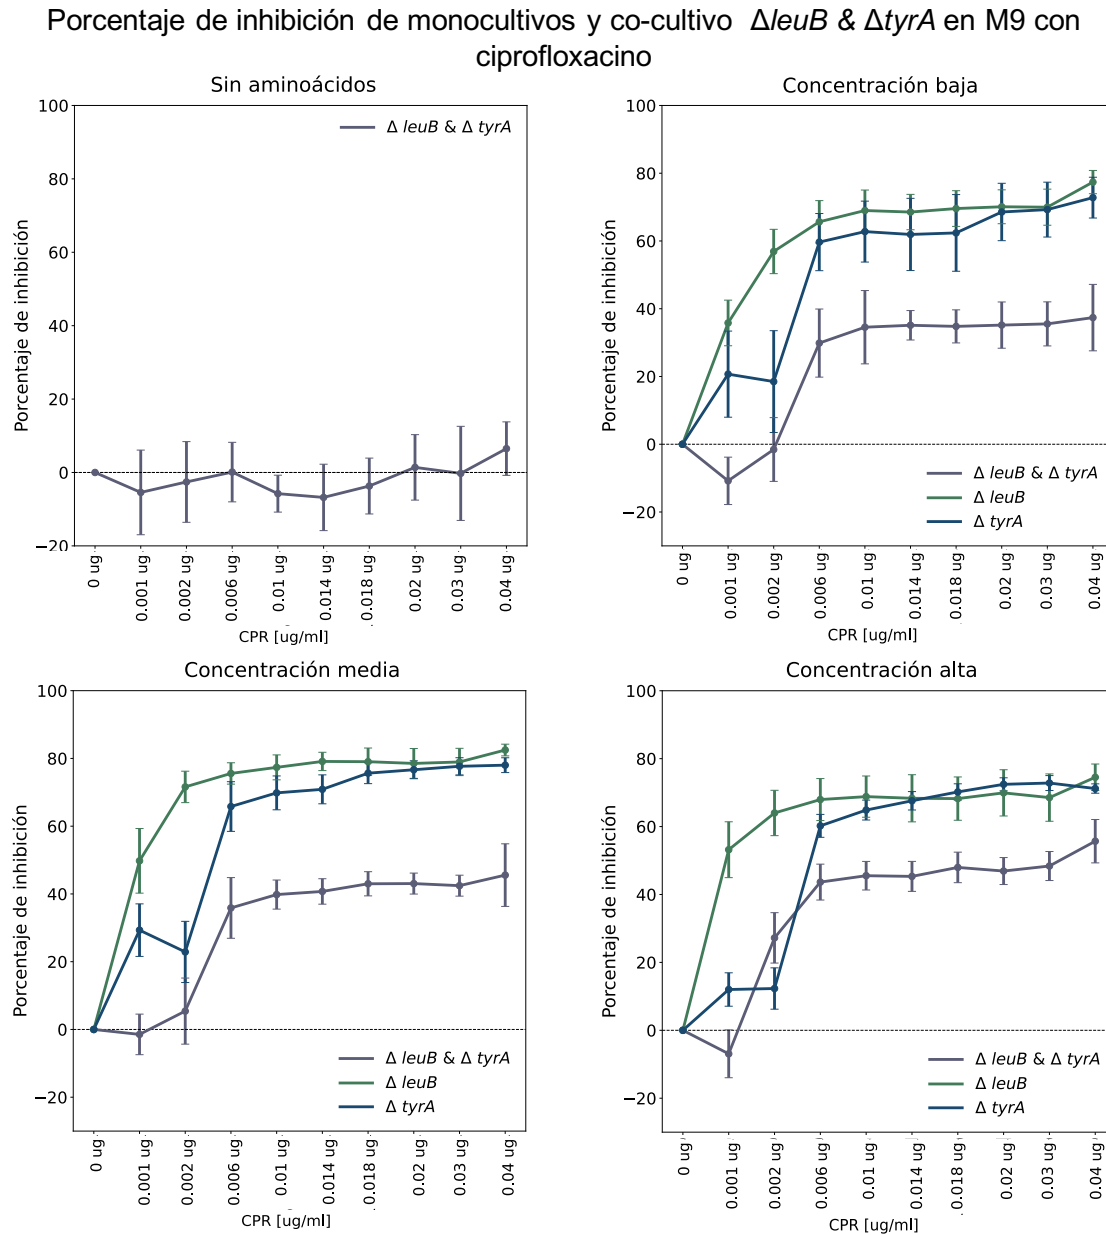 Porcentaje de inhibición de monocultivos y co-cultivo ΔleuB & ΔtyrA en M9 con
ciprofloxacino
Sin aminoácidos
Porcentaje de inhibición
100
80
60
40
20
0
−20
Δ leuB & Δ tyrA
0 ug
0.001 ug
0.002 ug
0.006 ug
0.01 ug
0.014 ug
0.018 ug
0.02 ug
0.03 ug
0.04 ug
CPR [ug/ml]
Concentración baja
Porcentaje de inhibición
100
80
60
40
20
0
−20
Δ leuB & Δ tyrA
Δ leuB
Δ tyrA
0 ug
0.001 ug
0.002 ug
0.006 ug
0.01 ug
0.014 ug
0.018 ug
0.02 ug
0.03 ug
0.04 ug
CPR [ug/ml]
Concentración media
Porcentaje de inhibición
100
80
60
40
20
0
−20
Δ leuB & Δ tyrA
Δ leuB
Δ tyrA
0 ug
0.001 ug
0.002 ug
0.006 ug
0.01 ug
0.014 ug
0.018 ug
0.02 ug
0.03 ug
0.04 ug
CPR [ug/ml]
Concentración alta
Porcentaje de inhibición
100
80
60
40
20
0
−20
Δ leuB & Δ tyrA
Δ leuB
Δ tyrA
0 ug
0.001 ug
0.002 ug
0.006 ug
0.01 ug
0.014 ug
0.018 ug
0.02 ug
0.03 ug
0.04 ug
CPR [ug/ml]